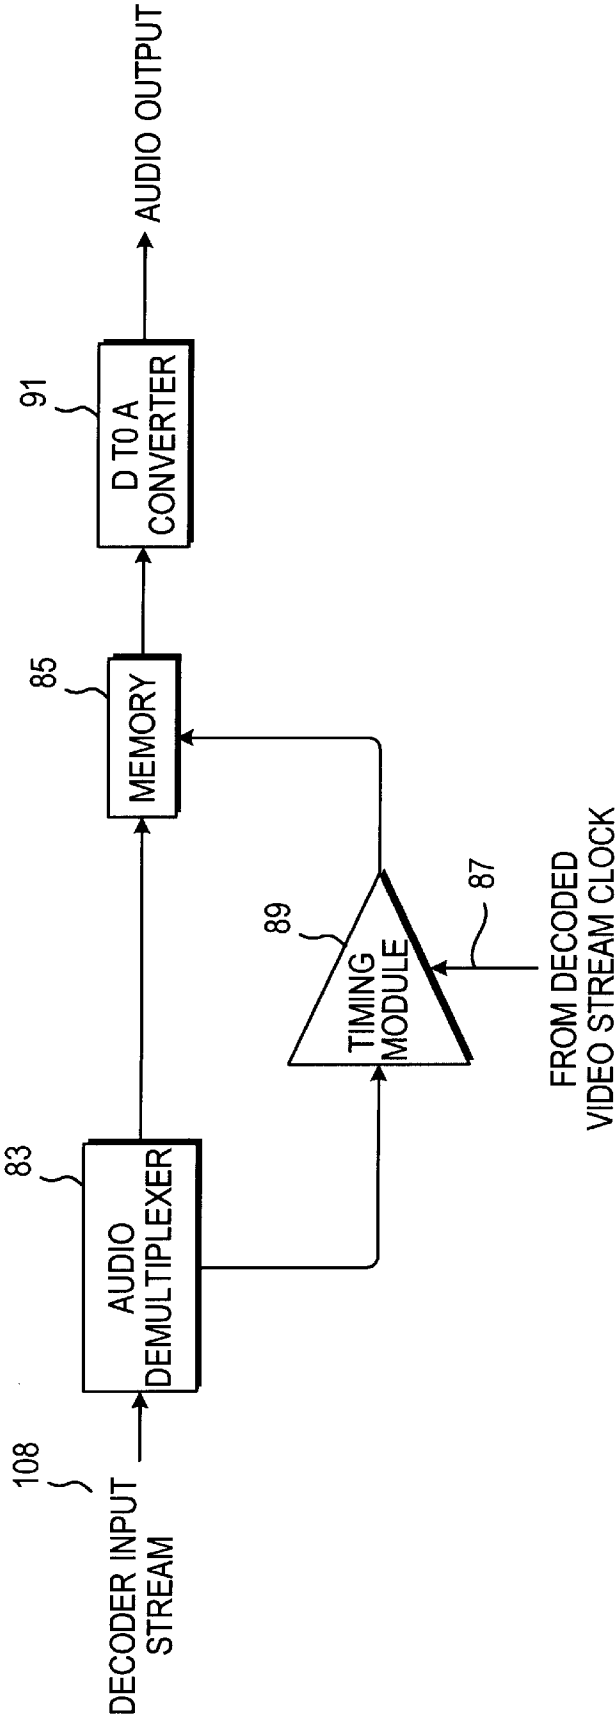 108
DECODER INPUT
STREAM
83
AUDIO
DEMULTIPLEXER
89
TIMING
MODULE
87
FROM DECODED
VIDEO STREAM CLOCK
85
MEMORY
91
D T0 A
CONVERTER
AUDIO OUTPUT